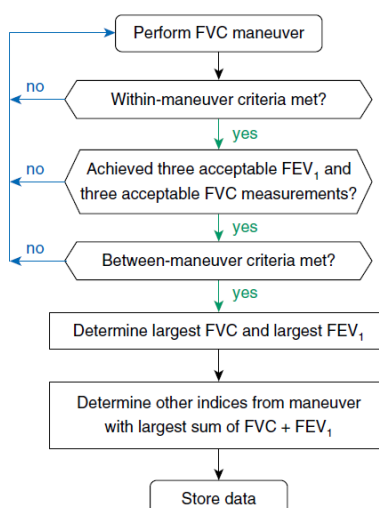 Perform FVC maneuver
no
Within-maneuver criteria met?
yes
no
Achieved three acceptable FEV₁ and
three acceptable FVC measurements?
yes
no
Between-maneuver criteria met?
yes
Determine largest FVC and largest FEV₁
Determine other indices from maneuver
with largest sum of FVC + FEV₁
Store data